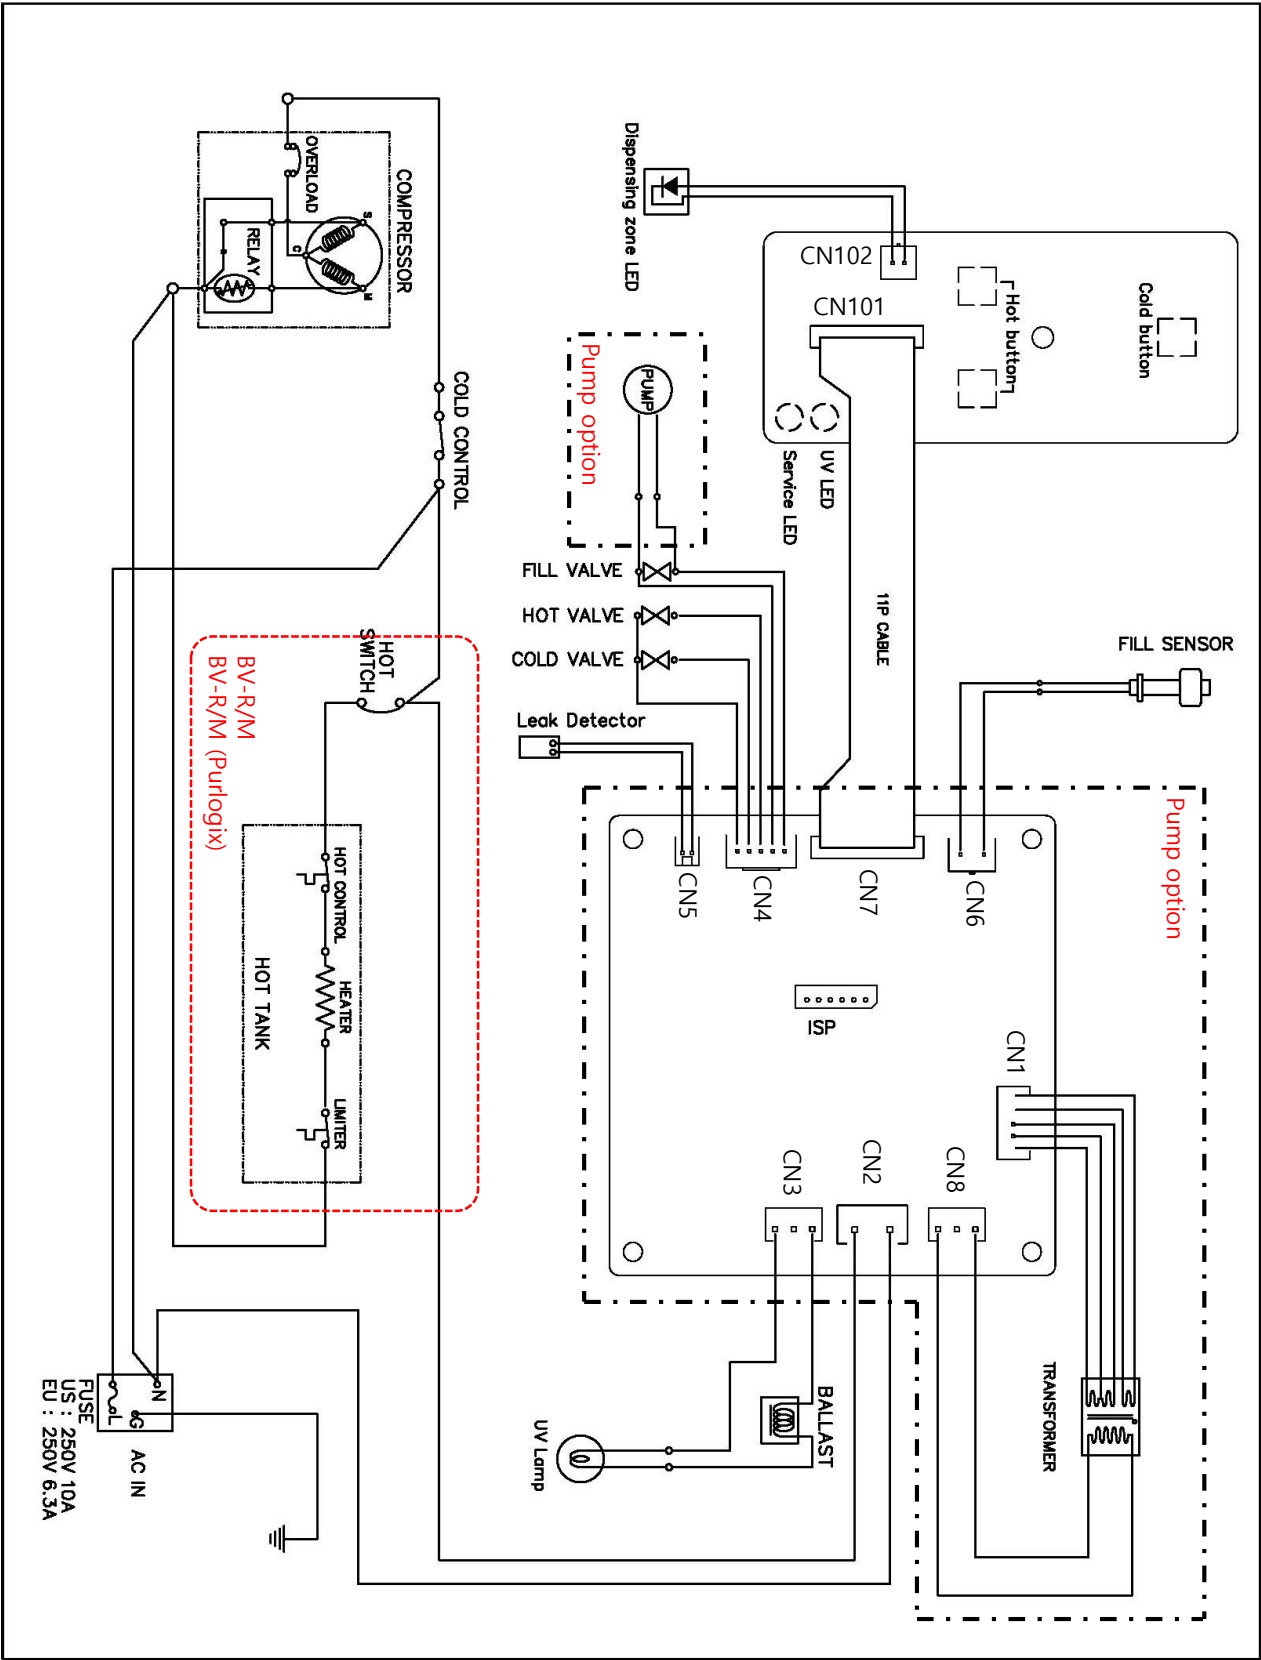 COMPRESSOR
OVERLOAD
S
C
M
RELAY
COLD CONTROL
Dispensing zone LED
CN102
CN101
Hot button
Cold button
UV LED
Service LED
Pump option
PUMP
FILL VALVE
HOT VALVE
COLD VALVE
Leak Detector
11P CABLE
FILL SENSOR
HOT
SWITCH
BV-R/M
BV-R/M (Purlogix)
HOT CONTROL
HEATER
LIMITER
HOT TANK
Pump option
CN5
CN4
CN7
CN6
ISP
CN1
CN3
CN2
CN8
TRANSFORMER
BALLAST
UV Lamp
N
G
L
AC IN
FUSE
US : 250V 10A
EU : 250V 6.3A